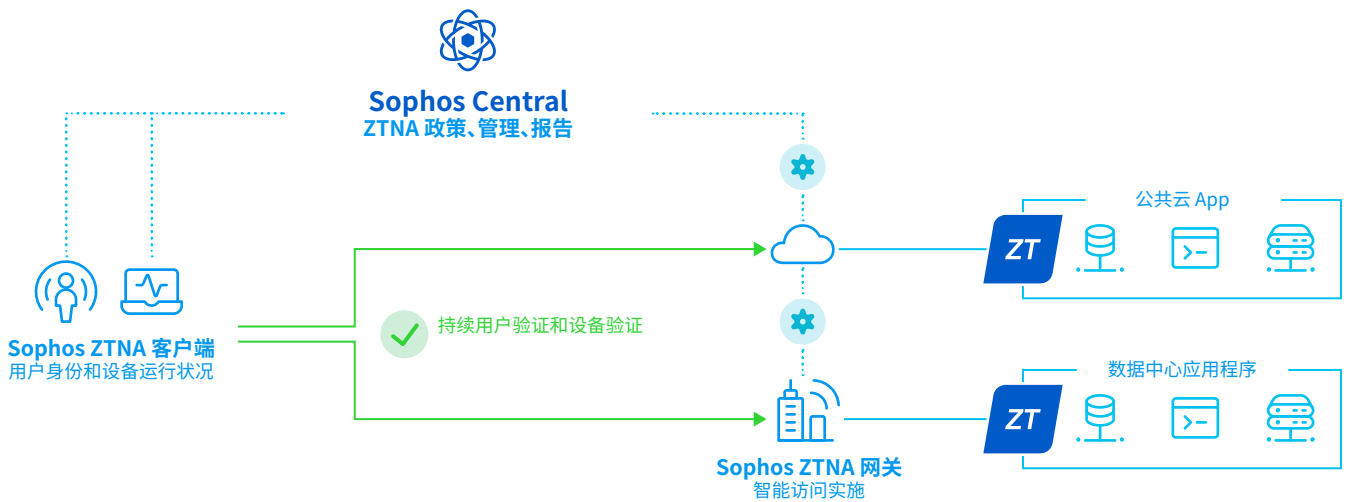 Sophos Central
ZTNA 政策、管理、报告
公共云 App
ZT
持续用户验证和设备验证
Sophos ZTNA 客户端
用户身份和设备运行状况
数据中心应用程序
ZT
Sophos ZTNA 网关
智能访问实施